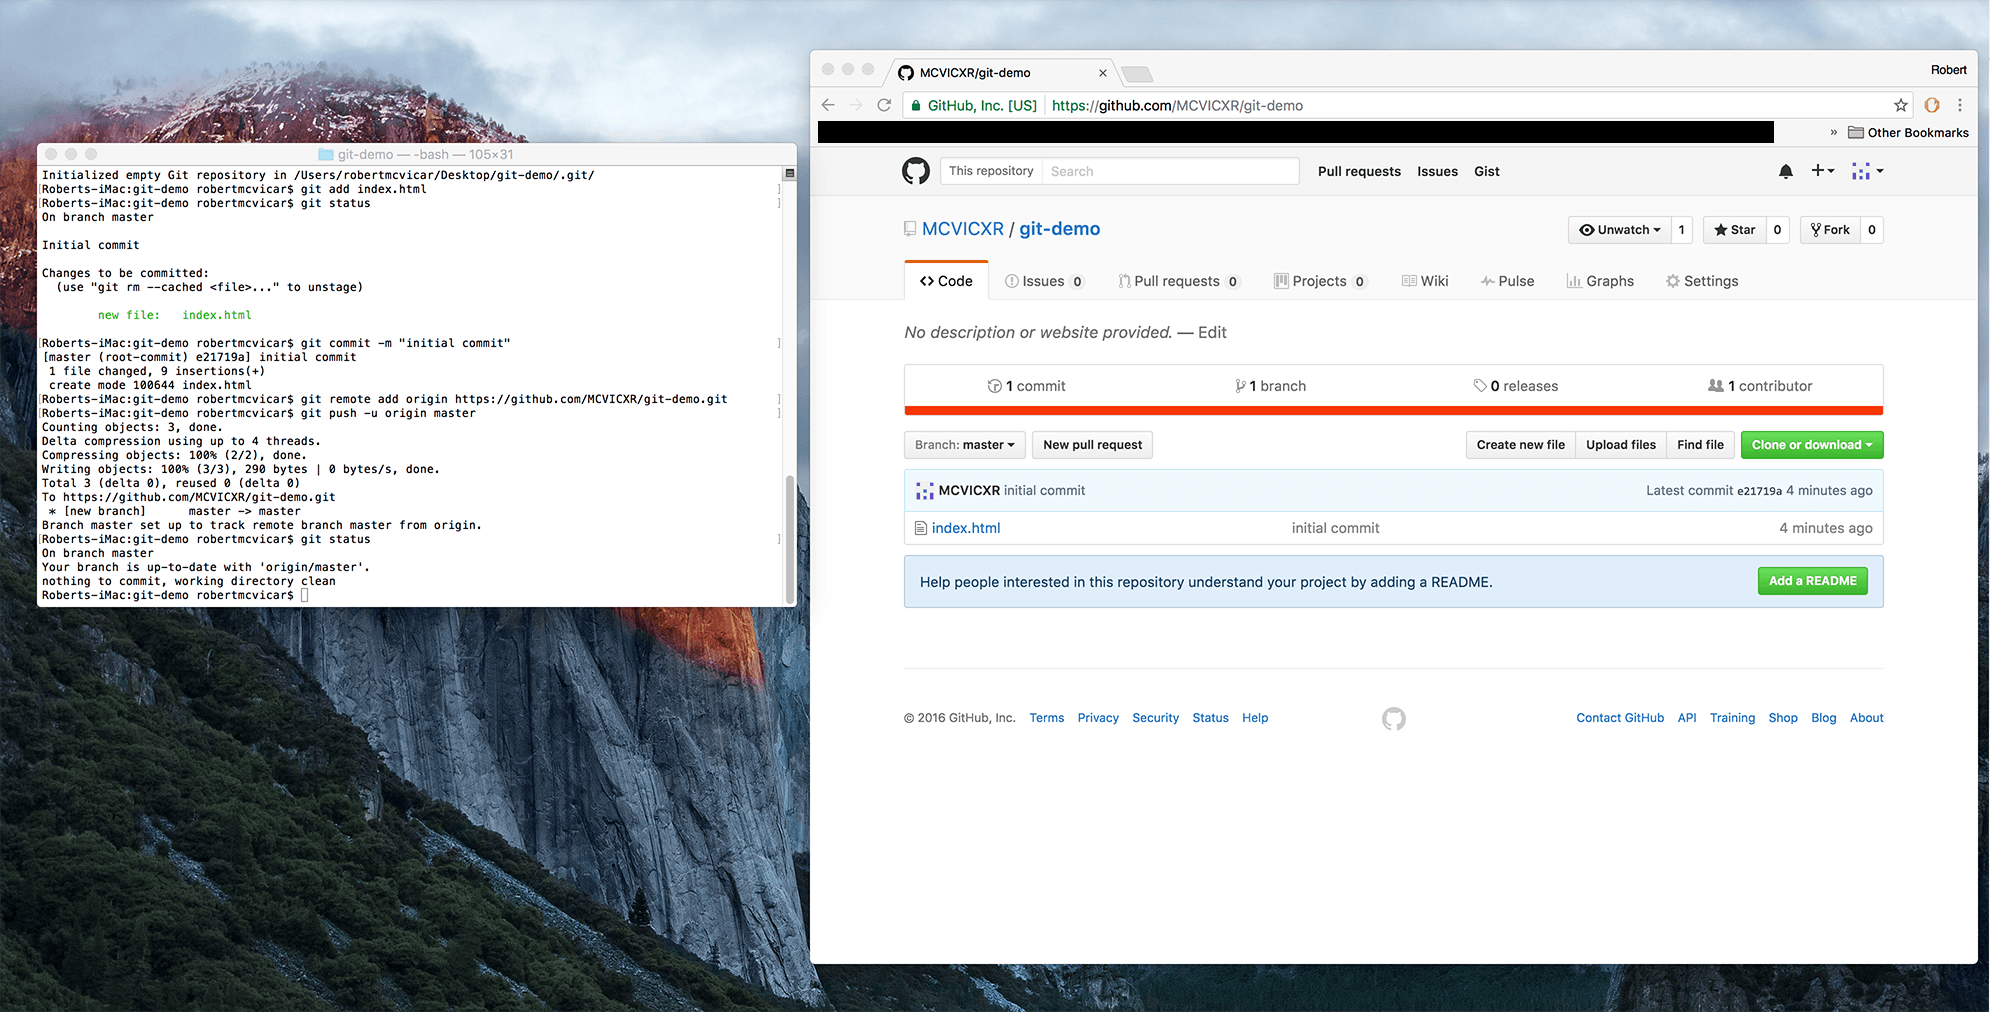 git-demo — -bash — 105×31
Initialized empty Git repository in /Users/robertmcvicar/Desktop/git-demo/.git/
[Roberts-iMac:git-demo robertmcvicar$ git add index.html ]
[Roberts-iMac:git-demo robertmcvicar$ git status ]
On branch master
Initial commit
Changes to be committed:
(use "git rm --cached <file>..." to unstage)
new file: index.html
[Roberts-iMac:git-demo robertmcvicar$ git commit -m "initial commit" ]
[master (root-commit) e21719a] initial commit
1 file changed, 9 insertions(+)
create mode 100644 index.html
[Roberts-iMac:git-demo robertmcvicar$ git remote add origin https://github.com/MCVICXR/git-demo.git ]
[Roberts-iMac:git-demo robertmcvicar$ git push -u origin master ]
Counting objects: 3, done.
Delta compression using up to 4 threads.
Compressing objects: 100% (2/2), done.
Writing objects: 100% (3/3), 290 bytes | 0 bytes/s, done.
Total 3 (delta 0), reused 0 (delta 0)
To https://github.com/MCVICXR/git-demo.git
* [new branch] master -> master
Branch master set up to track remote branch master from origin.
[Roberts-iMac:git-demo robertmcvicar$ git status ]
On branch master
Your branch is up-to-date with 'origin/master'.
nothing to commit, working directory clean
Roberts-iMac:git-demo robertmcvicar$
MCVICXR/git-demo × Robert
GitHub, Inc. [US] https://github.com/MCVICXR/git-demo
» Other Bookmarks
This repository Search Pull requests Issues Gist
MCVICXR / git-demo Unwatch 1 Star 0 Fork 0
Code Issues 0 Pull requests 0 Projects 0 Wiki Pulse Graphs Settings
No description or website provided. — Edit
1 commit 1 branch 0 releases 1 contributor
Branch: master New pull request Create new file Upload files Find file Clone or download
MCVICXR initial commit Latest commit e21719a 4 minutes ago
index.html initial commit 4 minutes ago
Help people interested in this repository understand your project by adding a README. Add a README
© 2016 GitHub, Inc. Terms Privacy Security Status Help Contact GitHub API Training Shop Blog About